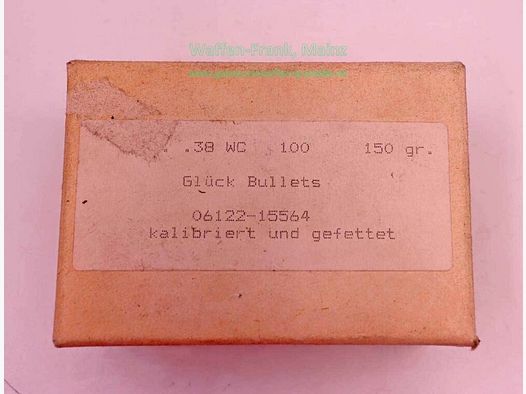 Waffen-Frank, Mainz
. .38 WC 100 150 gr.
Glück Bullets
06122-15564
kalibriert und gefettet